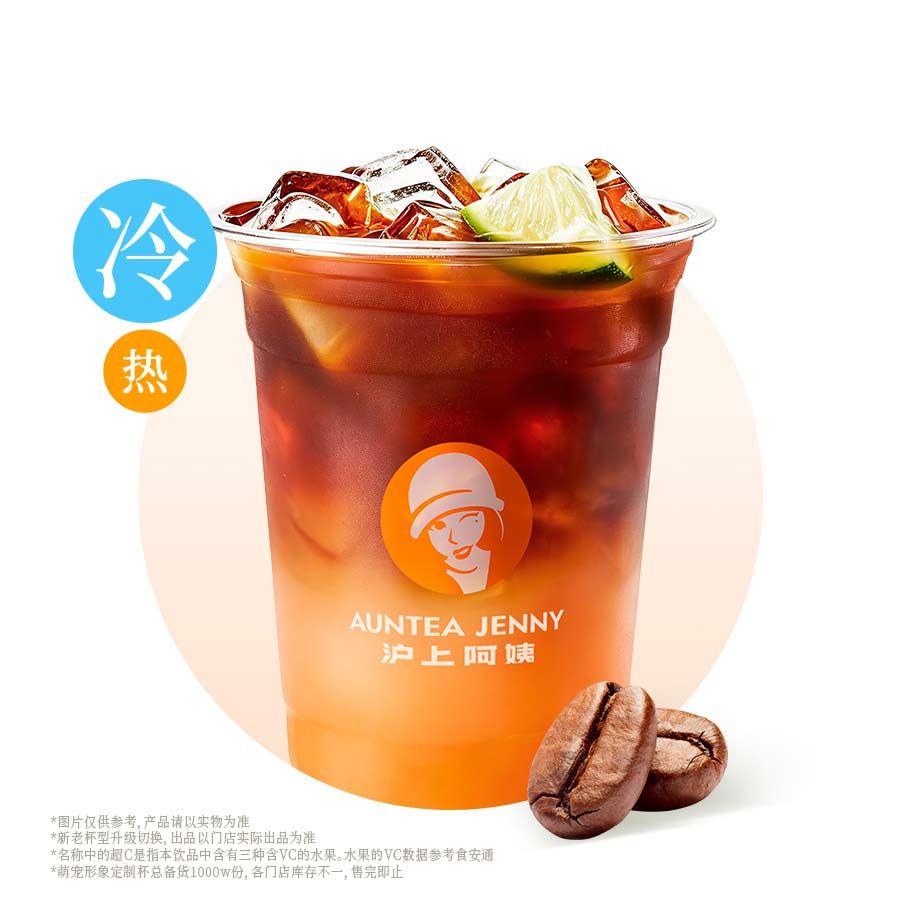 冷
热
AUNTEA JENNY
沪上阿姨
*图片仅供参考, 产品请以实物为准
*新老杯型升级切换, 出品以门店实际出品为准
*名称中的超C是指本饮品中含有三种含VC的水果。水果的VC数据参考食安通
*萌宠形象定制杯总备货1000w份, 各门店库存不一, 售完即止